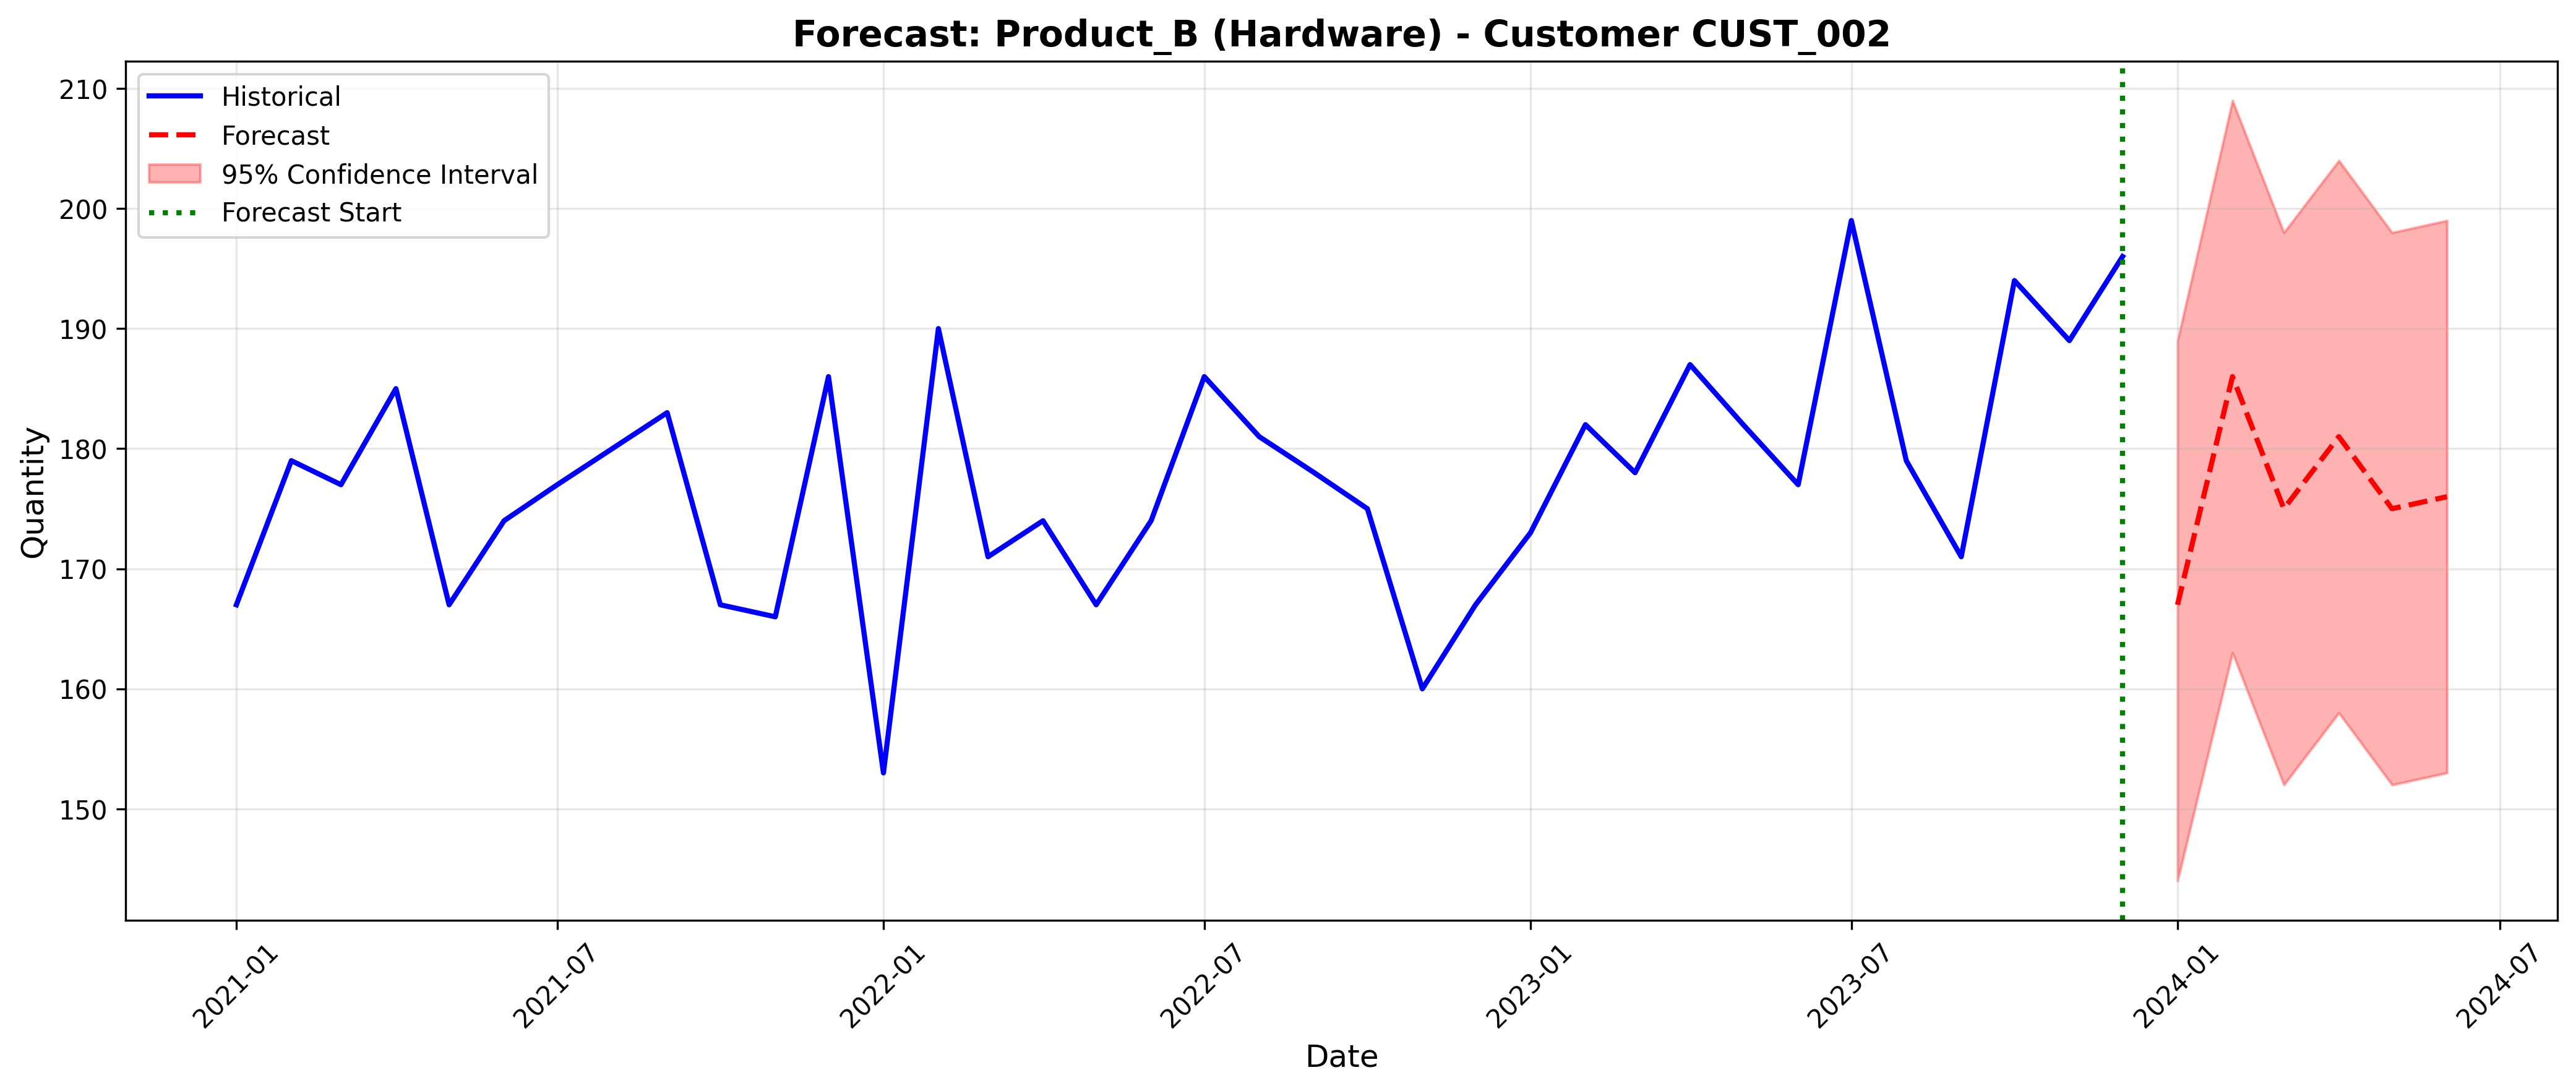 Forecast: Product_B (Hardware) - Customer CUST_002
Historical
Forecast
95% Confidence Interval
Forecast Start
210
200
190
180
170
160
150
Quantity
2021-01
2021-07
2022-01
2022-07
2023-01
2023-07
2024-01
2024-07
Date